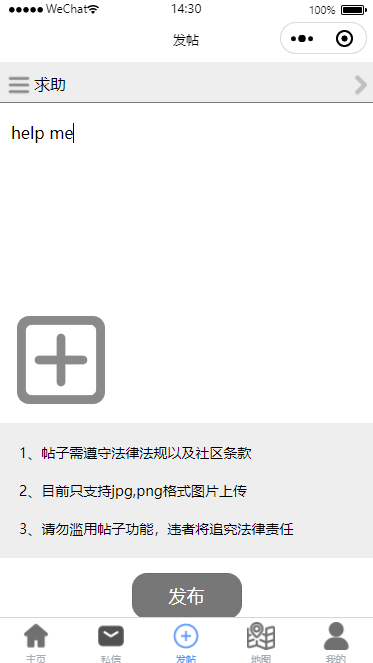 WeChat 14:30 100%
发帖
求助
help me
1、帖子需遵守法律法规以及社区条款
2、目前只支持jpg,png格式图片上传
3、请勿滥用帖子功能，违者将追究法律责任
发布
主页 私信 发帖 地图 我的